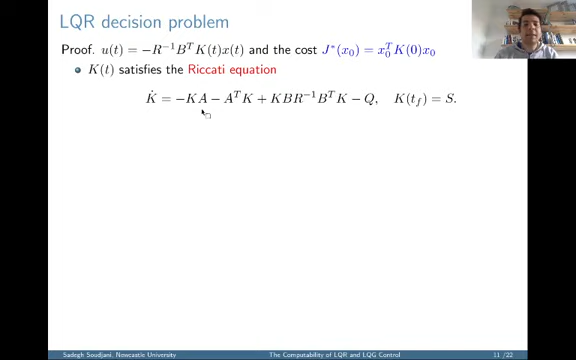 LQR decision problem
Proof. u(t) = −R⁻¹BᵀK(t)x(t) and the cost J*(x₀) = x₀ᵀK(0)x₀
K(t) satisfies the Riccati equation
K̇ = −KA − AᵀK + KBR⁻¹BᵀK − Q, K(t_f) = S.
Sadegh Soudjani, Newcastle University The Computability of LQR and LQG Control 11 /22